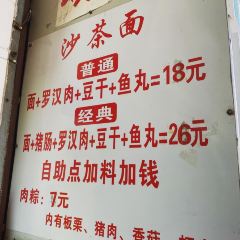 沙茶面
普通
面+罗汉肉+豆干+鱼丸=18元
经典
面+猪肠+罗汉肉+豆干+鱼丸=26元
自助点加料加钱
肉粽：7元
内有板栗、猪肉、香菇、